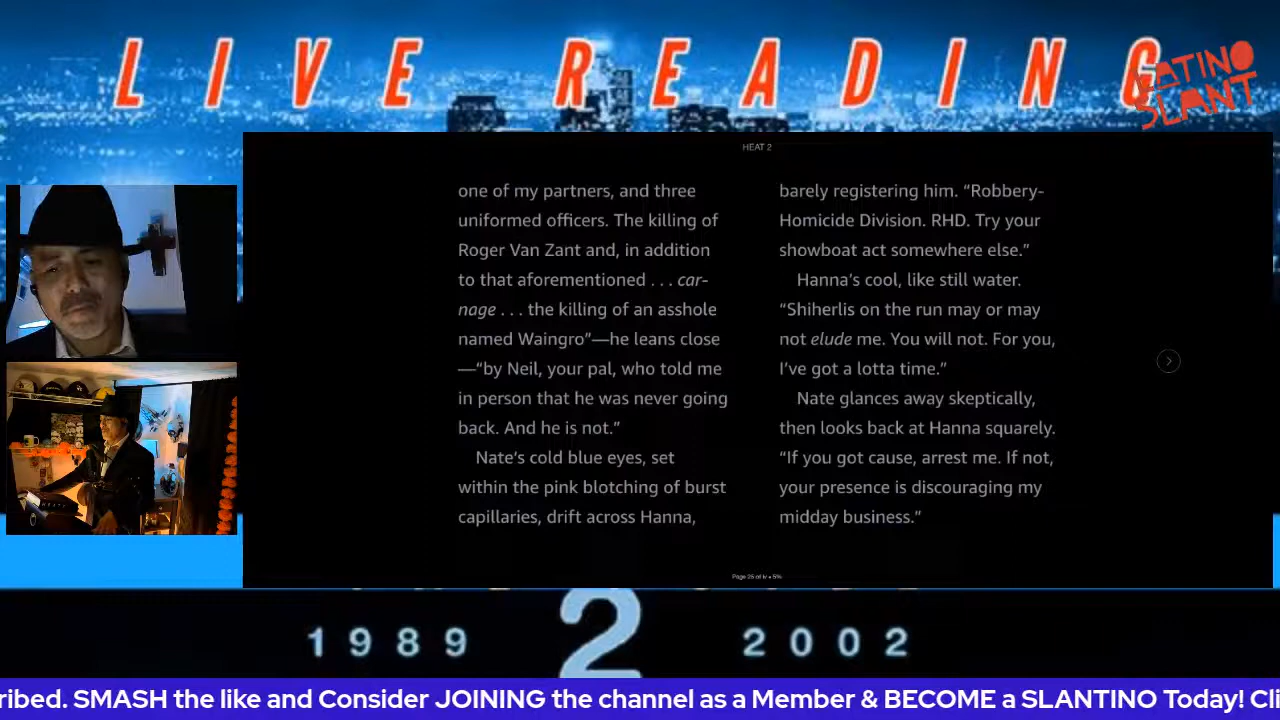 LIVE READING
LATINO
SLANT
HEAT 2
one of my partners, and three
uniformed officers. The killing of
Roger Van Zant and, in addition
to that aforementioned . . . car-
nage . . . the killing of an asshole
named Waingro”—he leans close
—“by Neil, your pal, who told me
in person that he was never going
back. And he is not.”
Nate’s cold blue eyes, set
within the pink blotching of burst
capillaries, drift across Hanna,
barely registering him. “Robbery-
Homicide Division. RHD. Try your
showboat act somewhere else.”
Hanna’s cool, like still water.
“Shiherlis on the run may or may
not elude me. You will not. For you,
I’ve got a lotta time.”
Nate glances away skeptically,
then looks back at Hanna squarely.
“If you got cause, arrest me. If not,
your presence is discouraging my
midday business.”
Page 25 of lv • 5%
1989 2 2002
ribed. SMASH the like and Consider JOINING the channel as a Member & BECOME a SLANTINO Today! Cli